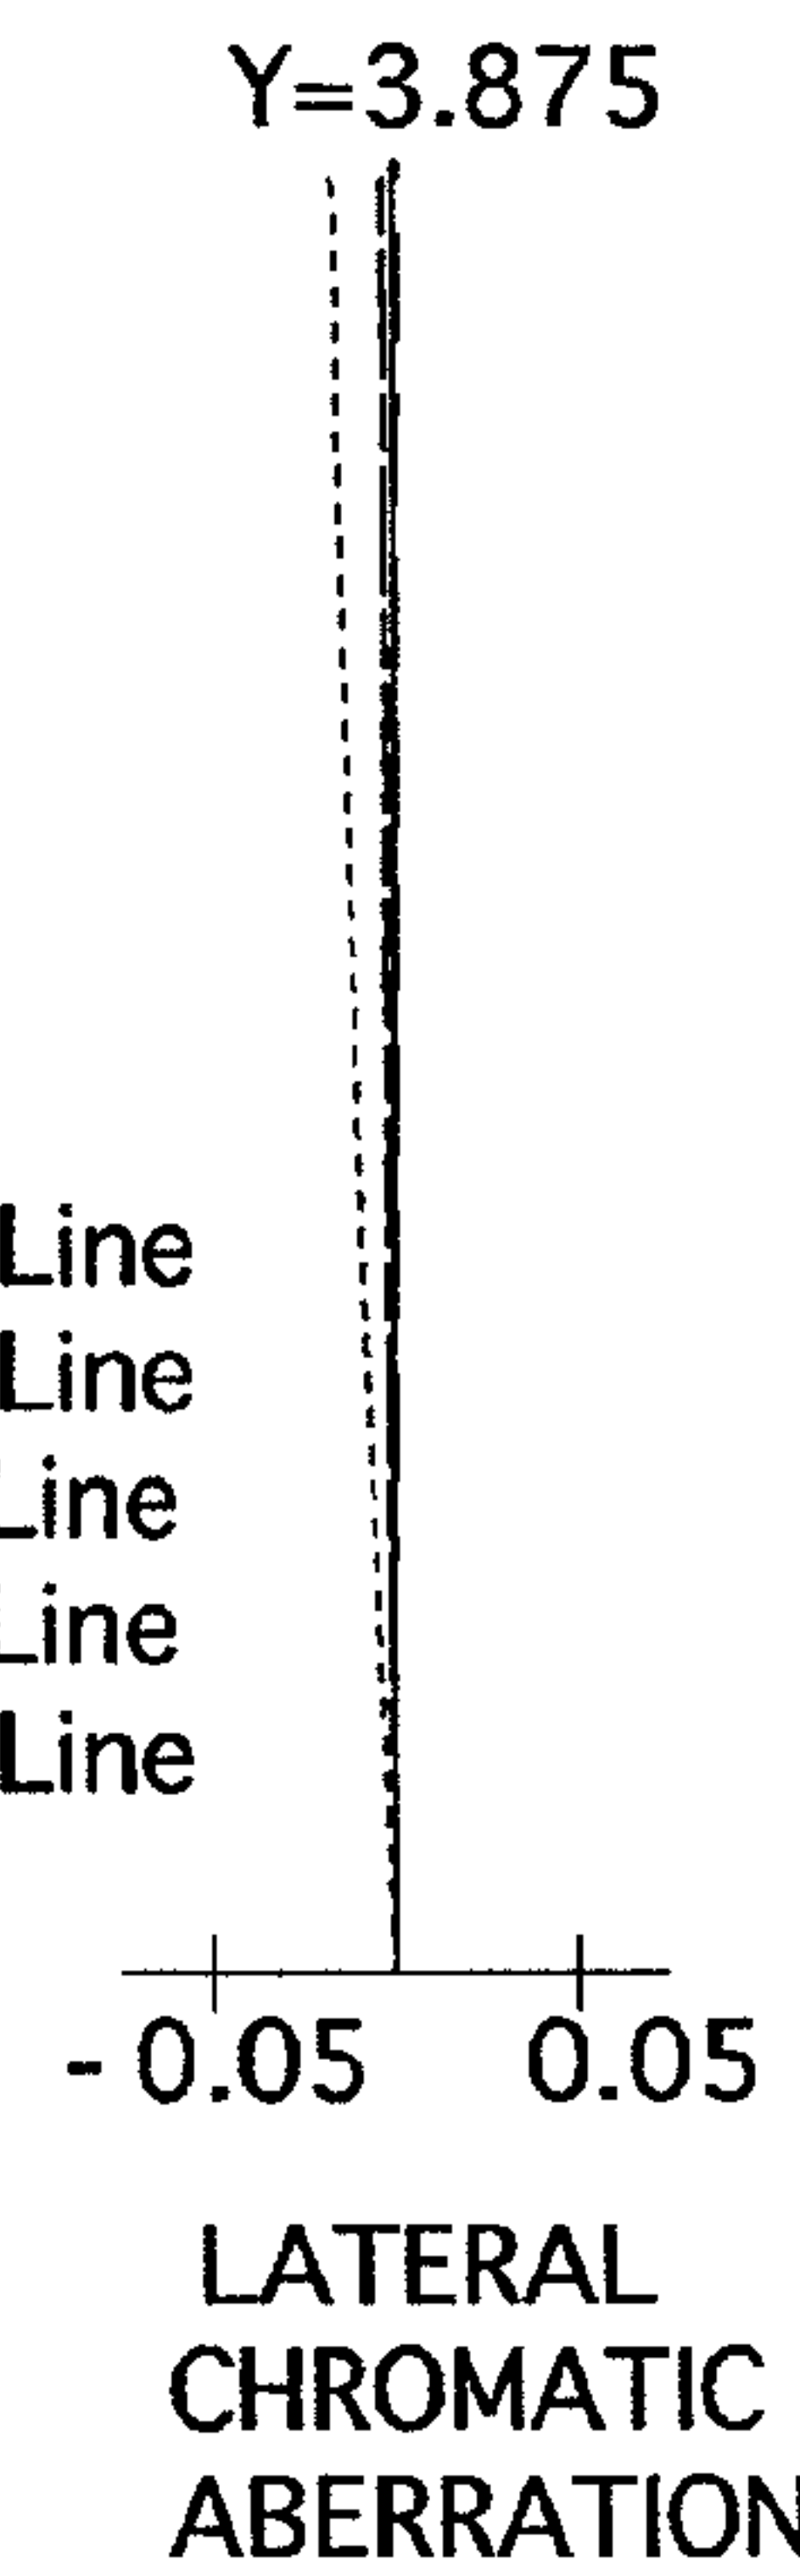 Y=3.875
Line
Line
Line
Line
Line
-0.05 0.05
LATERAL
CHROMATIC
ABERRATION